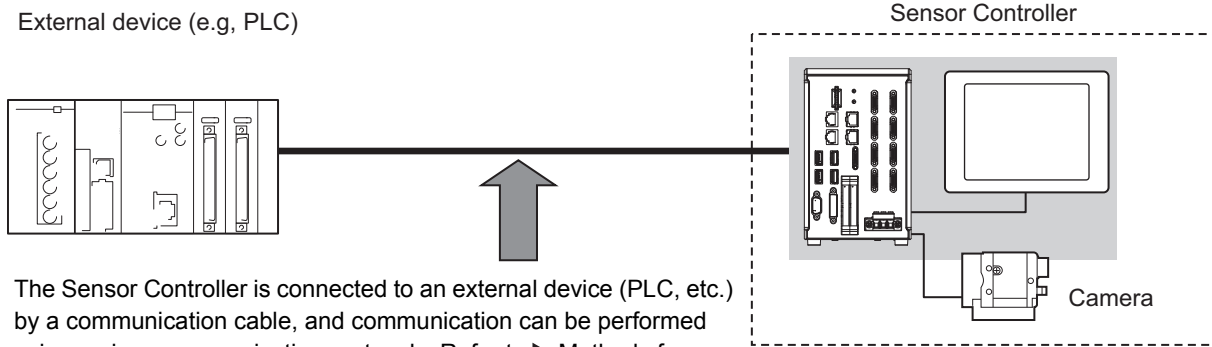 External device (e.g, PLC)
Sensor Controller
The Sensor Controller is connected to an external device (PLC, etc.)
by a communication cable, and communication can be performed
Camera